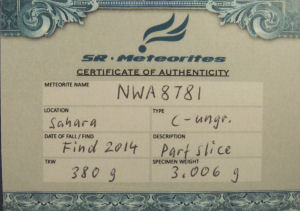 SR·Meteorites
CERTIFICATE OF AUTHENTICITY
METEORITE NAME
NWA8781
LOCATION
Sahara
TYPE
C-ungr.
DATE OF FALL / FIND
Find 2014
DESCRIPTION
Part slice
TKW
380 g
SPECIMEN WEIGHT
3.006 g